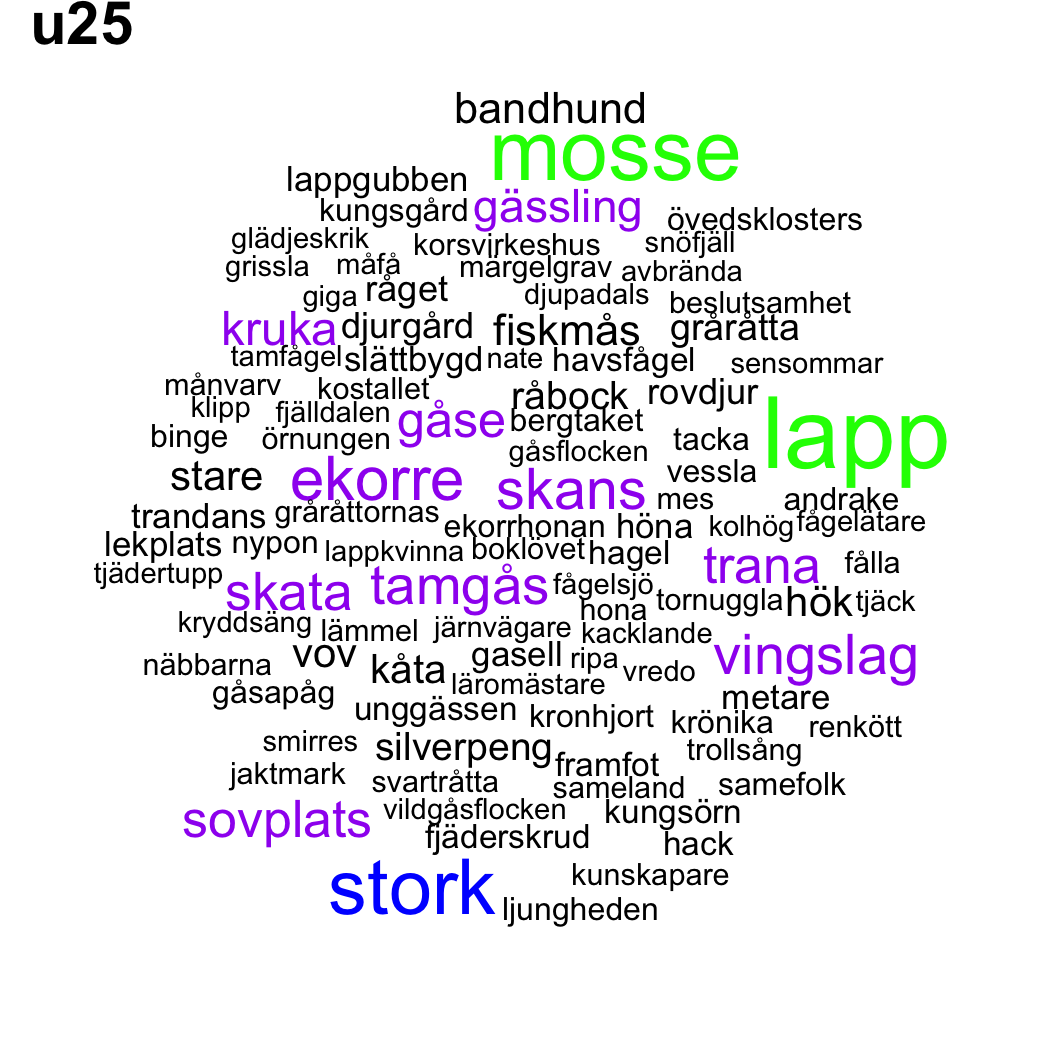 u25
bandhund
mosse
lappgubben
kungsgård gässling övedsklosters
glädjeskrik korsvirkeshus snöfjäll
grissla måfå märgelgrav avbrända
giga råget djupadals beslutsamhet
kruka djurgård fiskmås gråråtta
tamfågel slättbygd nate havsfågel sensommar
månvarv kostallet råbock rovdjur
klipp fjälldalen gåse bergtaket lapp
binge örnungen gåsflocken tacka
stare ekorre skans vessla
mes andrake
trandans gråråttornas ekorrhonan höna kolhög fågelätare
lekplats nypon lappkvinna boklövet hagel
tjädertupp skata tamgås fågelsjö trana fålla
hona tornuggla hök tjäck
kryddsäng lämmel järnvägare kacklande
näbbarna vov kåta gasell ripa vredo vingslag
gåsapåg läromästare metare
unggässen kronhjort krönika renkött
smirres silverpeng framfot trollsång
jaktmark svartråtta sameland samefolk
sovplats vildgåsflocken kungsörn
fjäderskrud hack
stork kunskapare
ljungheden